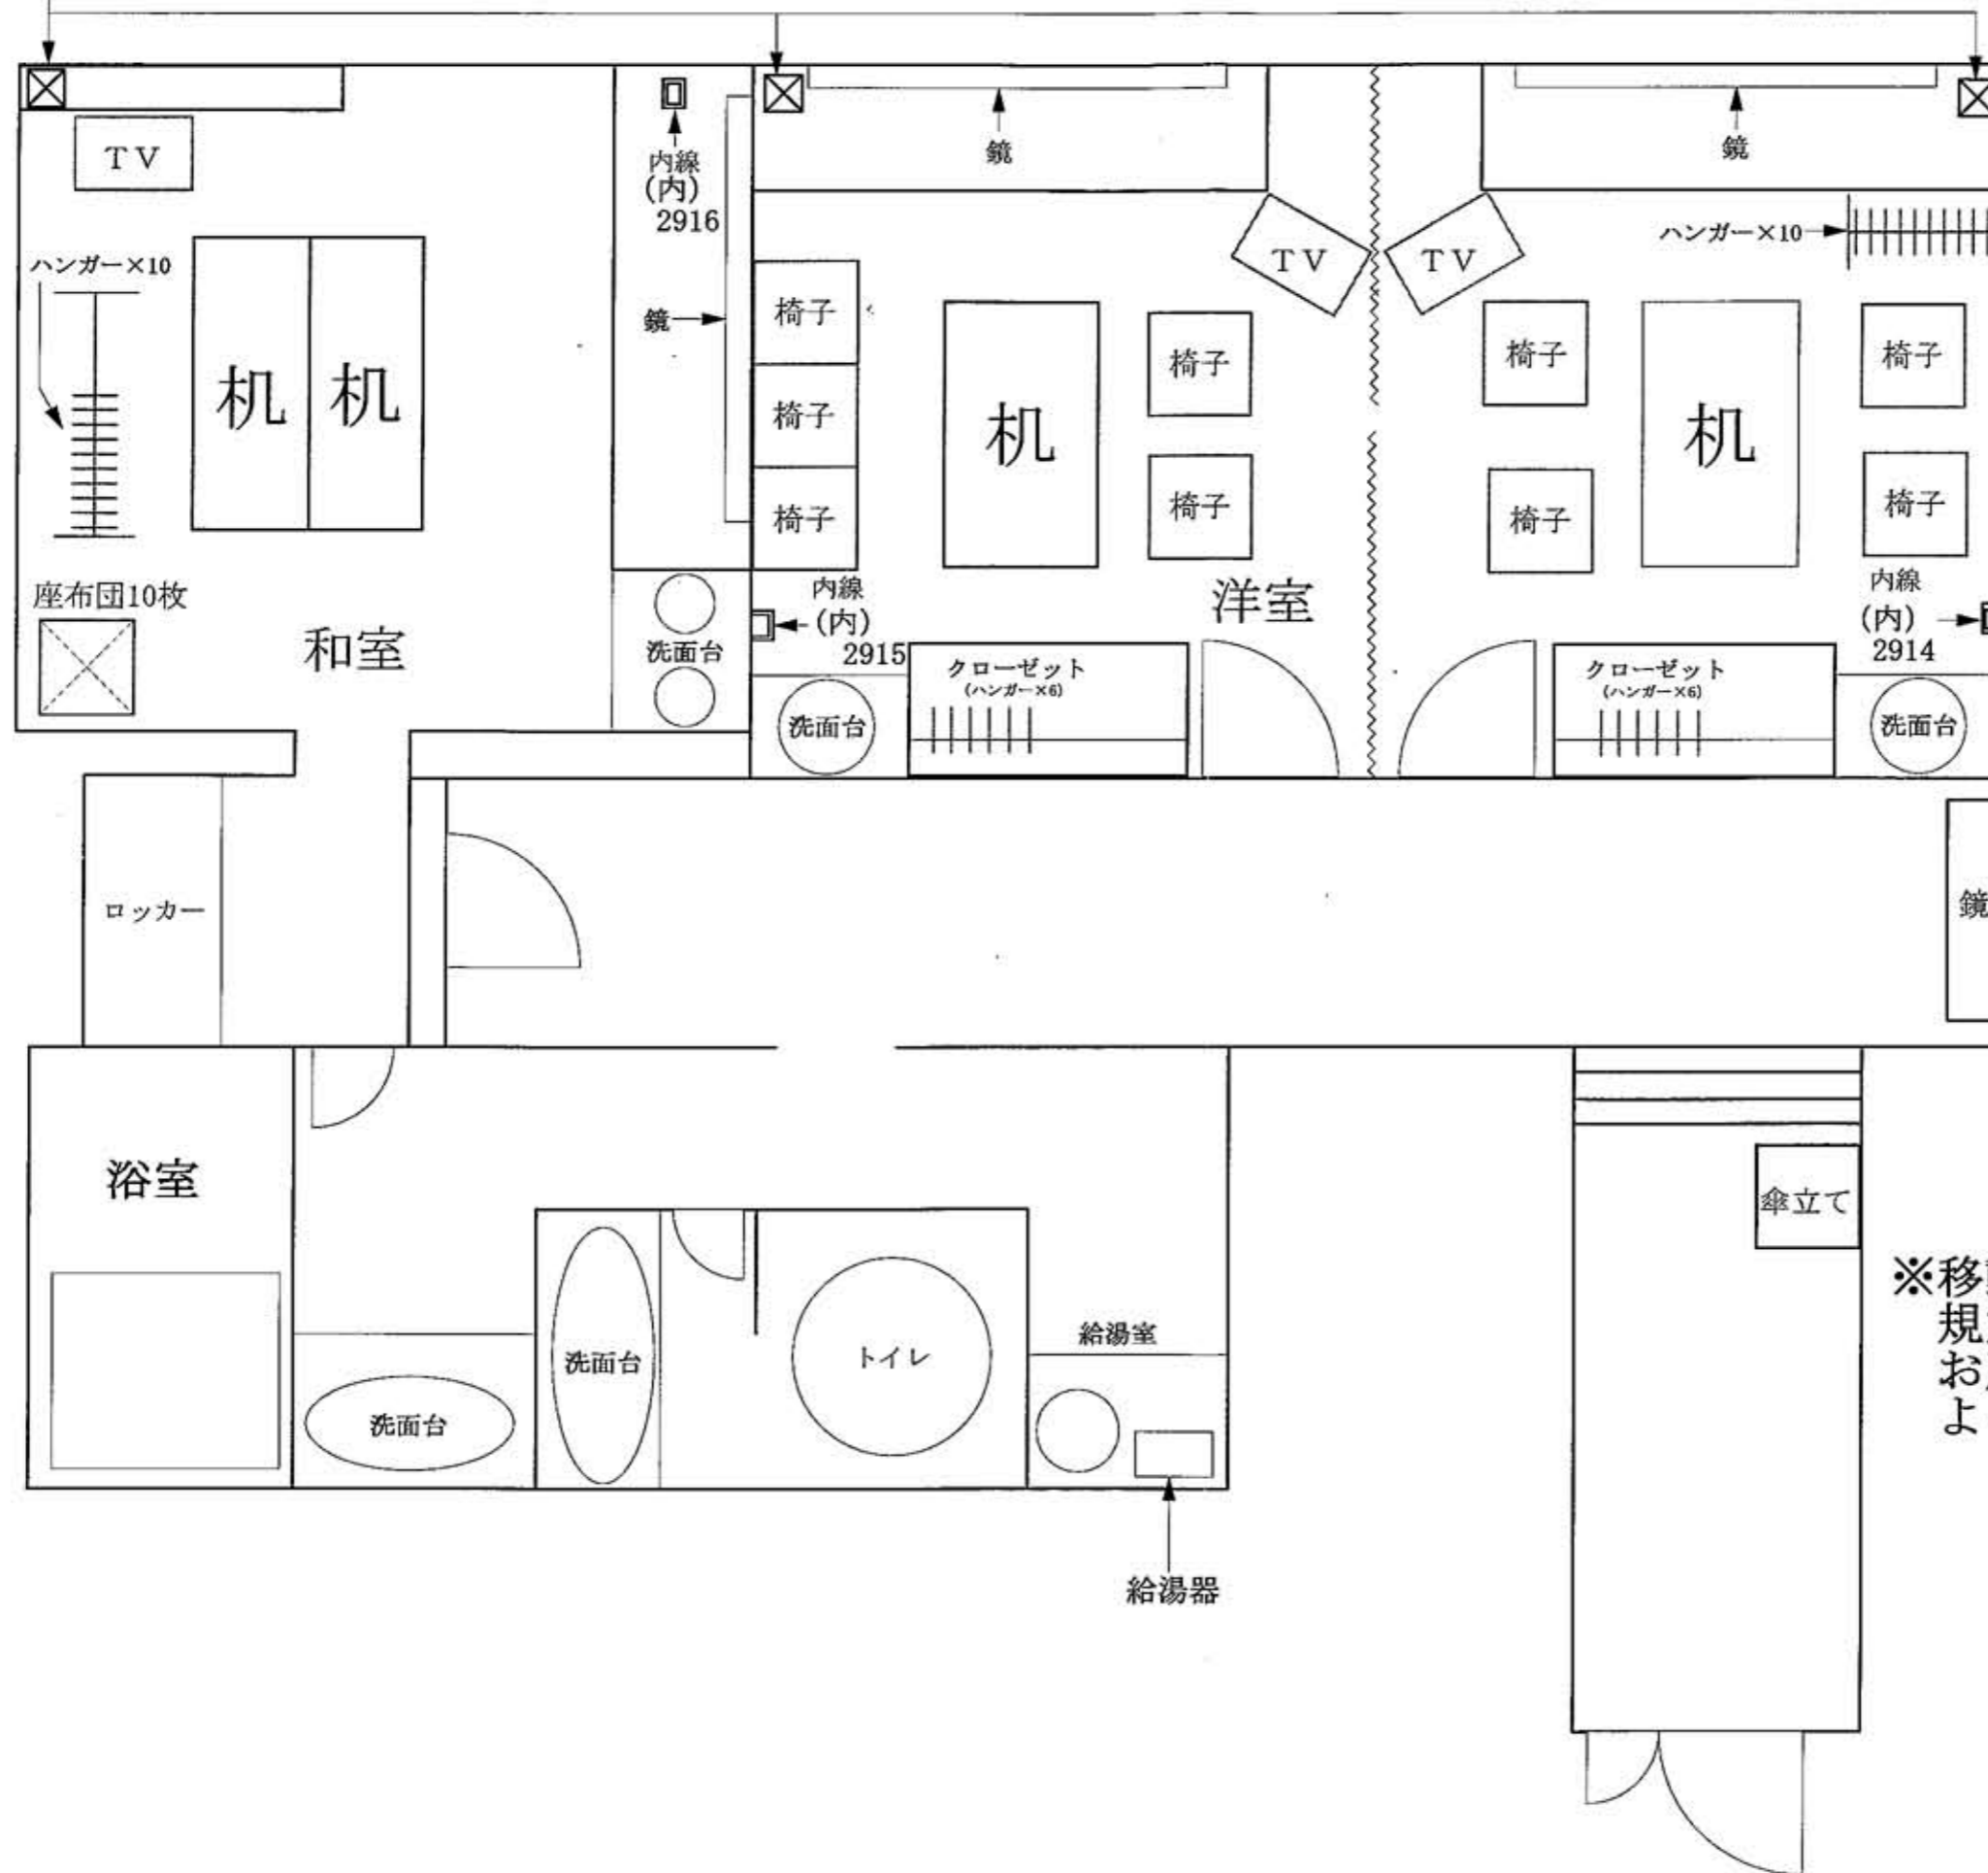 TV
ハンガー×10
机
机
座布団10枚
和室
内線
(内)
2916
鏡
洗面台
鏡
椅子
椅子
椅子
机
TV
椅子
椅子
内線
(内)
2915
洗面台
クローゼット
(ハンガー×6)
洋室
鏡
TV
ハンガー×10
椅子
椅子
机
椅子
椅子
内線
(内)
2914
クローゼット
(ハンガー×6)
洗面台
ロッカー
鏡
浴室
洗面台
洗面台
トイレ
給湯室
給湯器
傘立て
※移
規
お
よ